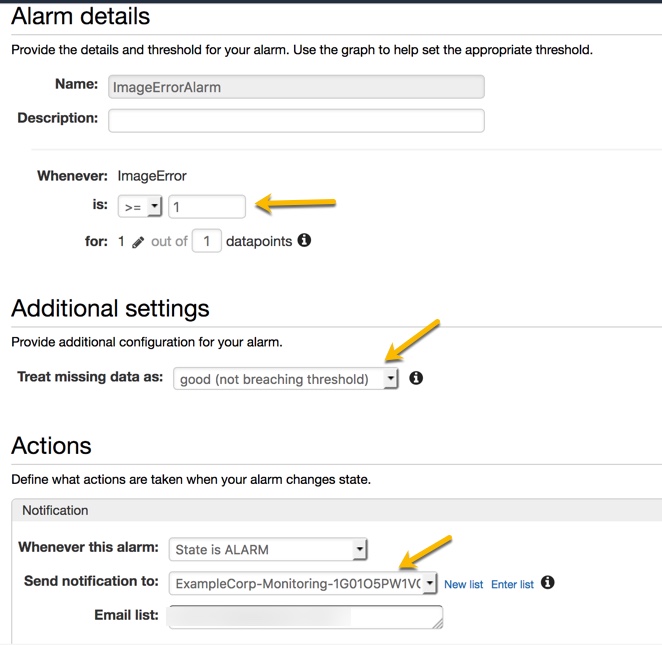 Alarm details
Provide the details and threshold for your alarm. Use the graph to help set the appropriate threshold.
Name: ImageErrorAlarm
Description:
Whenever: ImageError
is: >= 1
for: 1 out of 1 datapoints
Additional settings
Provide additional configuration for your alarm.
Treat missing data as: good (not breaching threshold)
Actions
Define what actions are taken when your alarm changes state.
Notification
Whenever this alarm: State is ALARM
Send notification to: ExampleCorp-Monitoring-1G01O5PW1V New list Enter list
Email list: